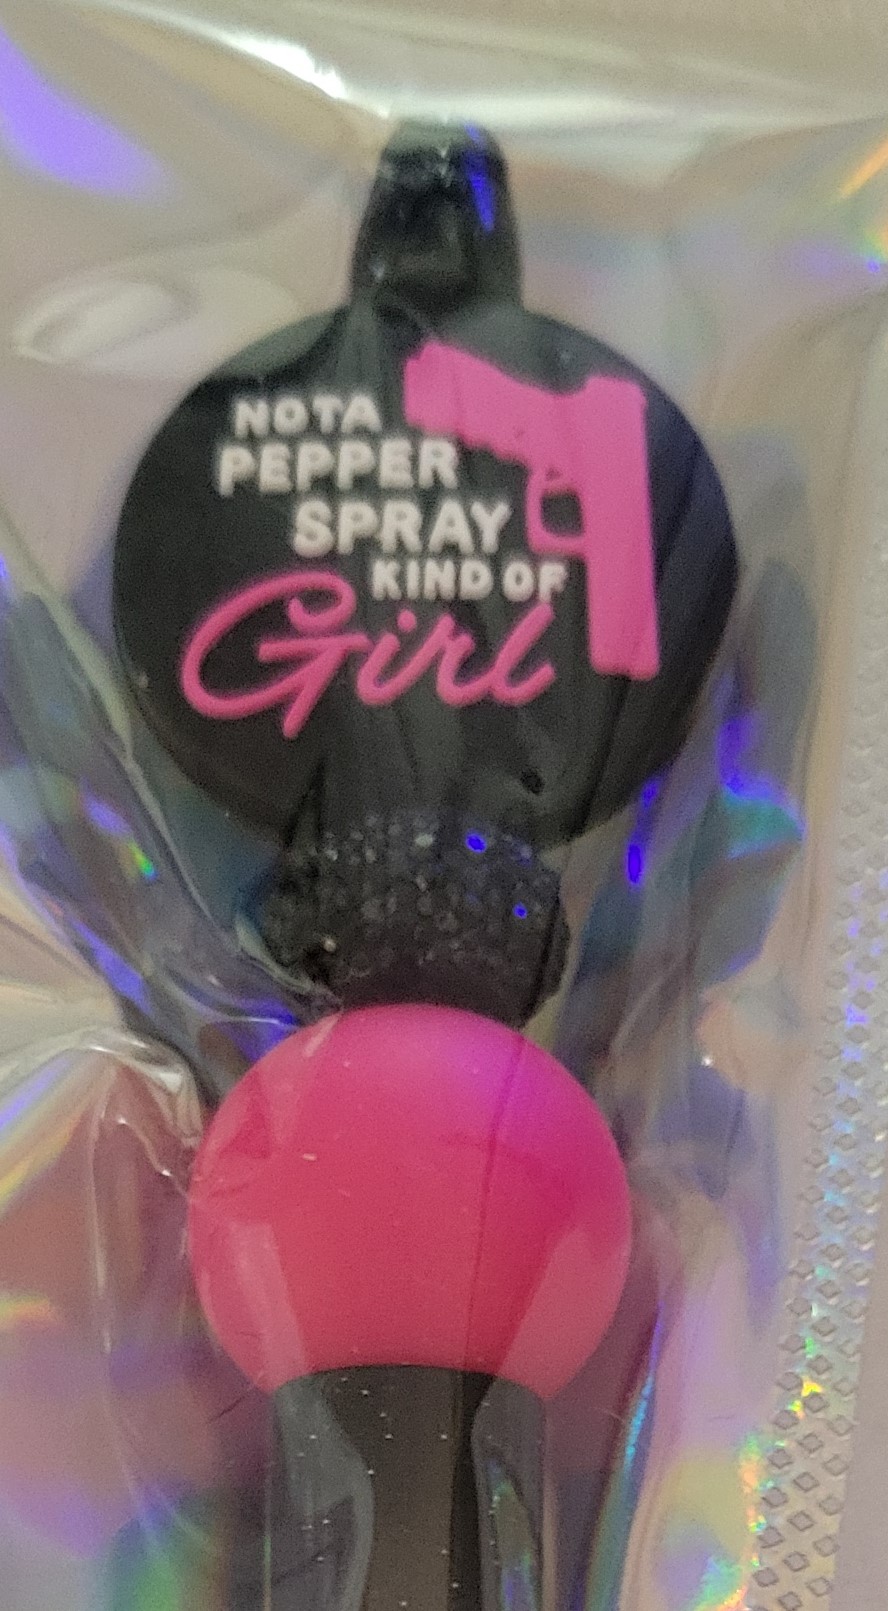 NOT A
PEPPER
SPRAY
KIND OF
Girl